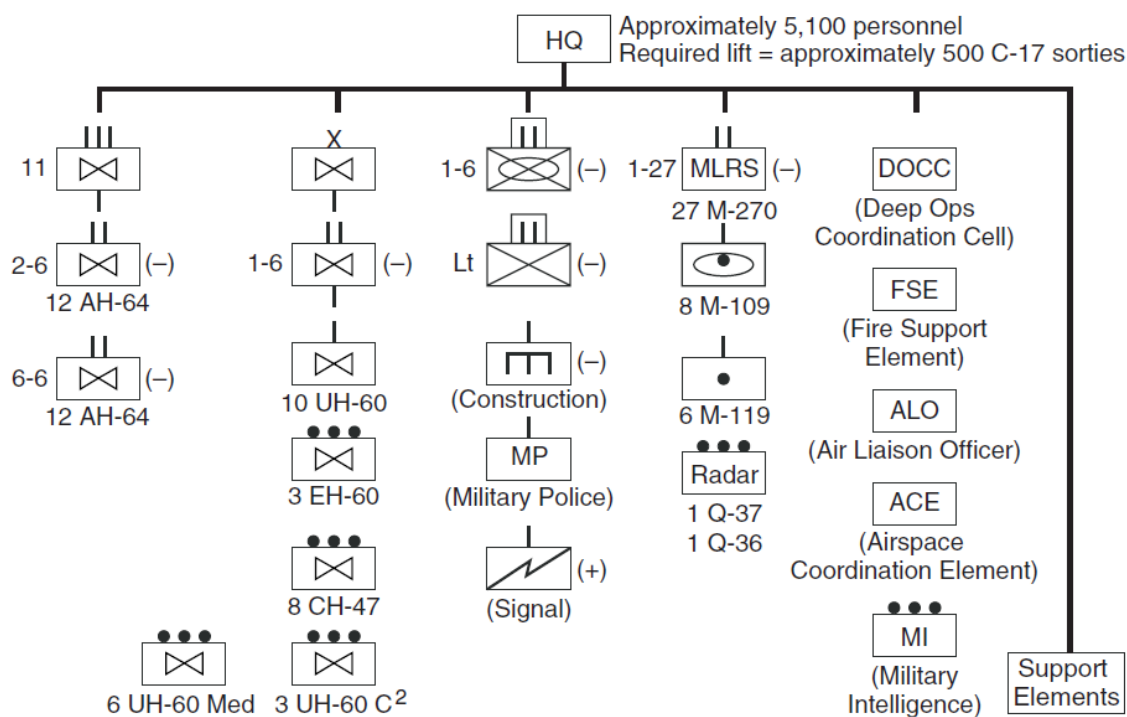 HQ
Approximately 5,100 personnel
Required lift = approximately 500 C-17 sorties
11
2-6 (–)
12 AH-64
6-6 (–)
12 AH-64
X
1-6 (–)
10 UH-60
3 EH-60
8 CH-47
6 UH-60 Med
3 UH-60 C²
1-6 (–)
Lt (–)
(–)
(Construction)
MP
(Military Police)
(+)
(Signal)
1-27 MLRS (–)
27 M-270
8 M-109
6 M-119
Radar
1 Q-37
1 Q-36
DOCC
(Deep Ops
Coordination Cell)
FSE
(Fire Support
Element)
ALO
(Air Liaison Officer)
ACE
(Airspace
Coordination Element)
MI
(Military
Intelligence)
Support
Elements